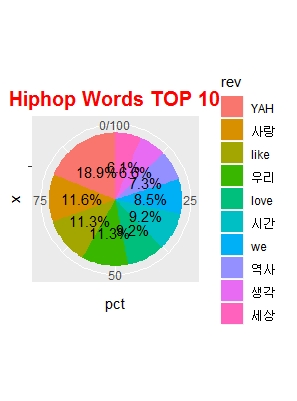 Hiphop Words TOP 10
rev
YAH
사랑
like
우리
love
시간
we
역사
생각
세상
0/100
25
50
75
18.9%
6.1%
6.6%
7.3%
11.6%
8.5%
11.3%
9.2%
11.3%
9.2%
x
pct